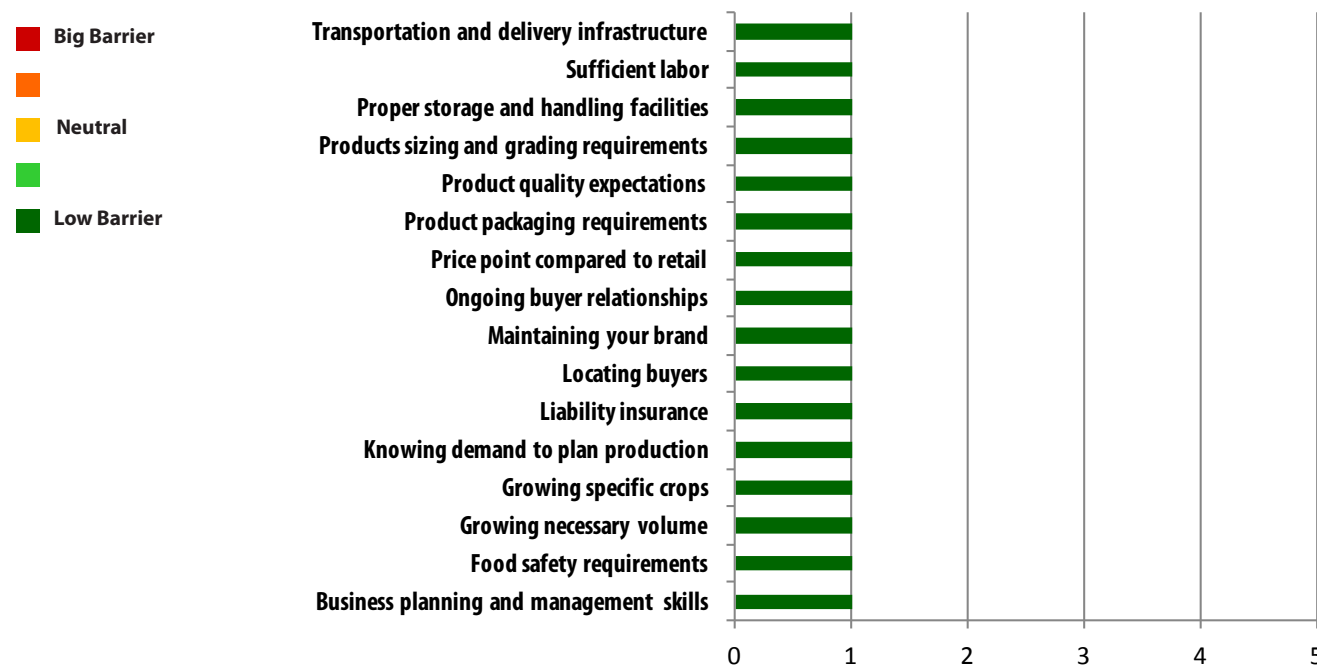 Big Barrier
Neutral
Low Barrier
Transportation and delivery infrastructure
Sufficient labor
Proper storage and handling facilities
Products sizing and grading requirements
Product quality expectations
Product packaging requirements
Price point compared to retail
Ongoing buyer relationships
Maintaining your brand
Locating buyers
Liability insurance
Knowing demand to plan production
Growing specific crops
Growing necessary volume
Food safety requirements
Business planning and management skills
0 1 2 3 4 5